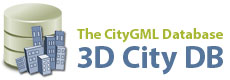 The CityGML Database
3D City DB